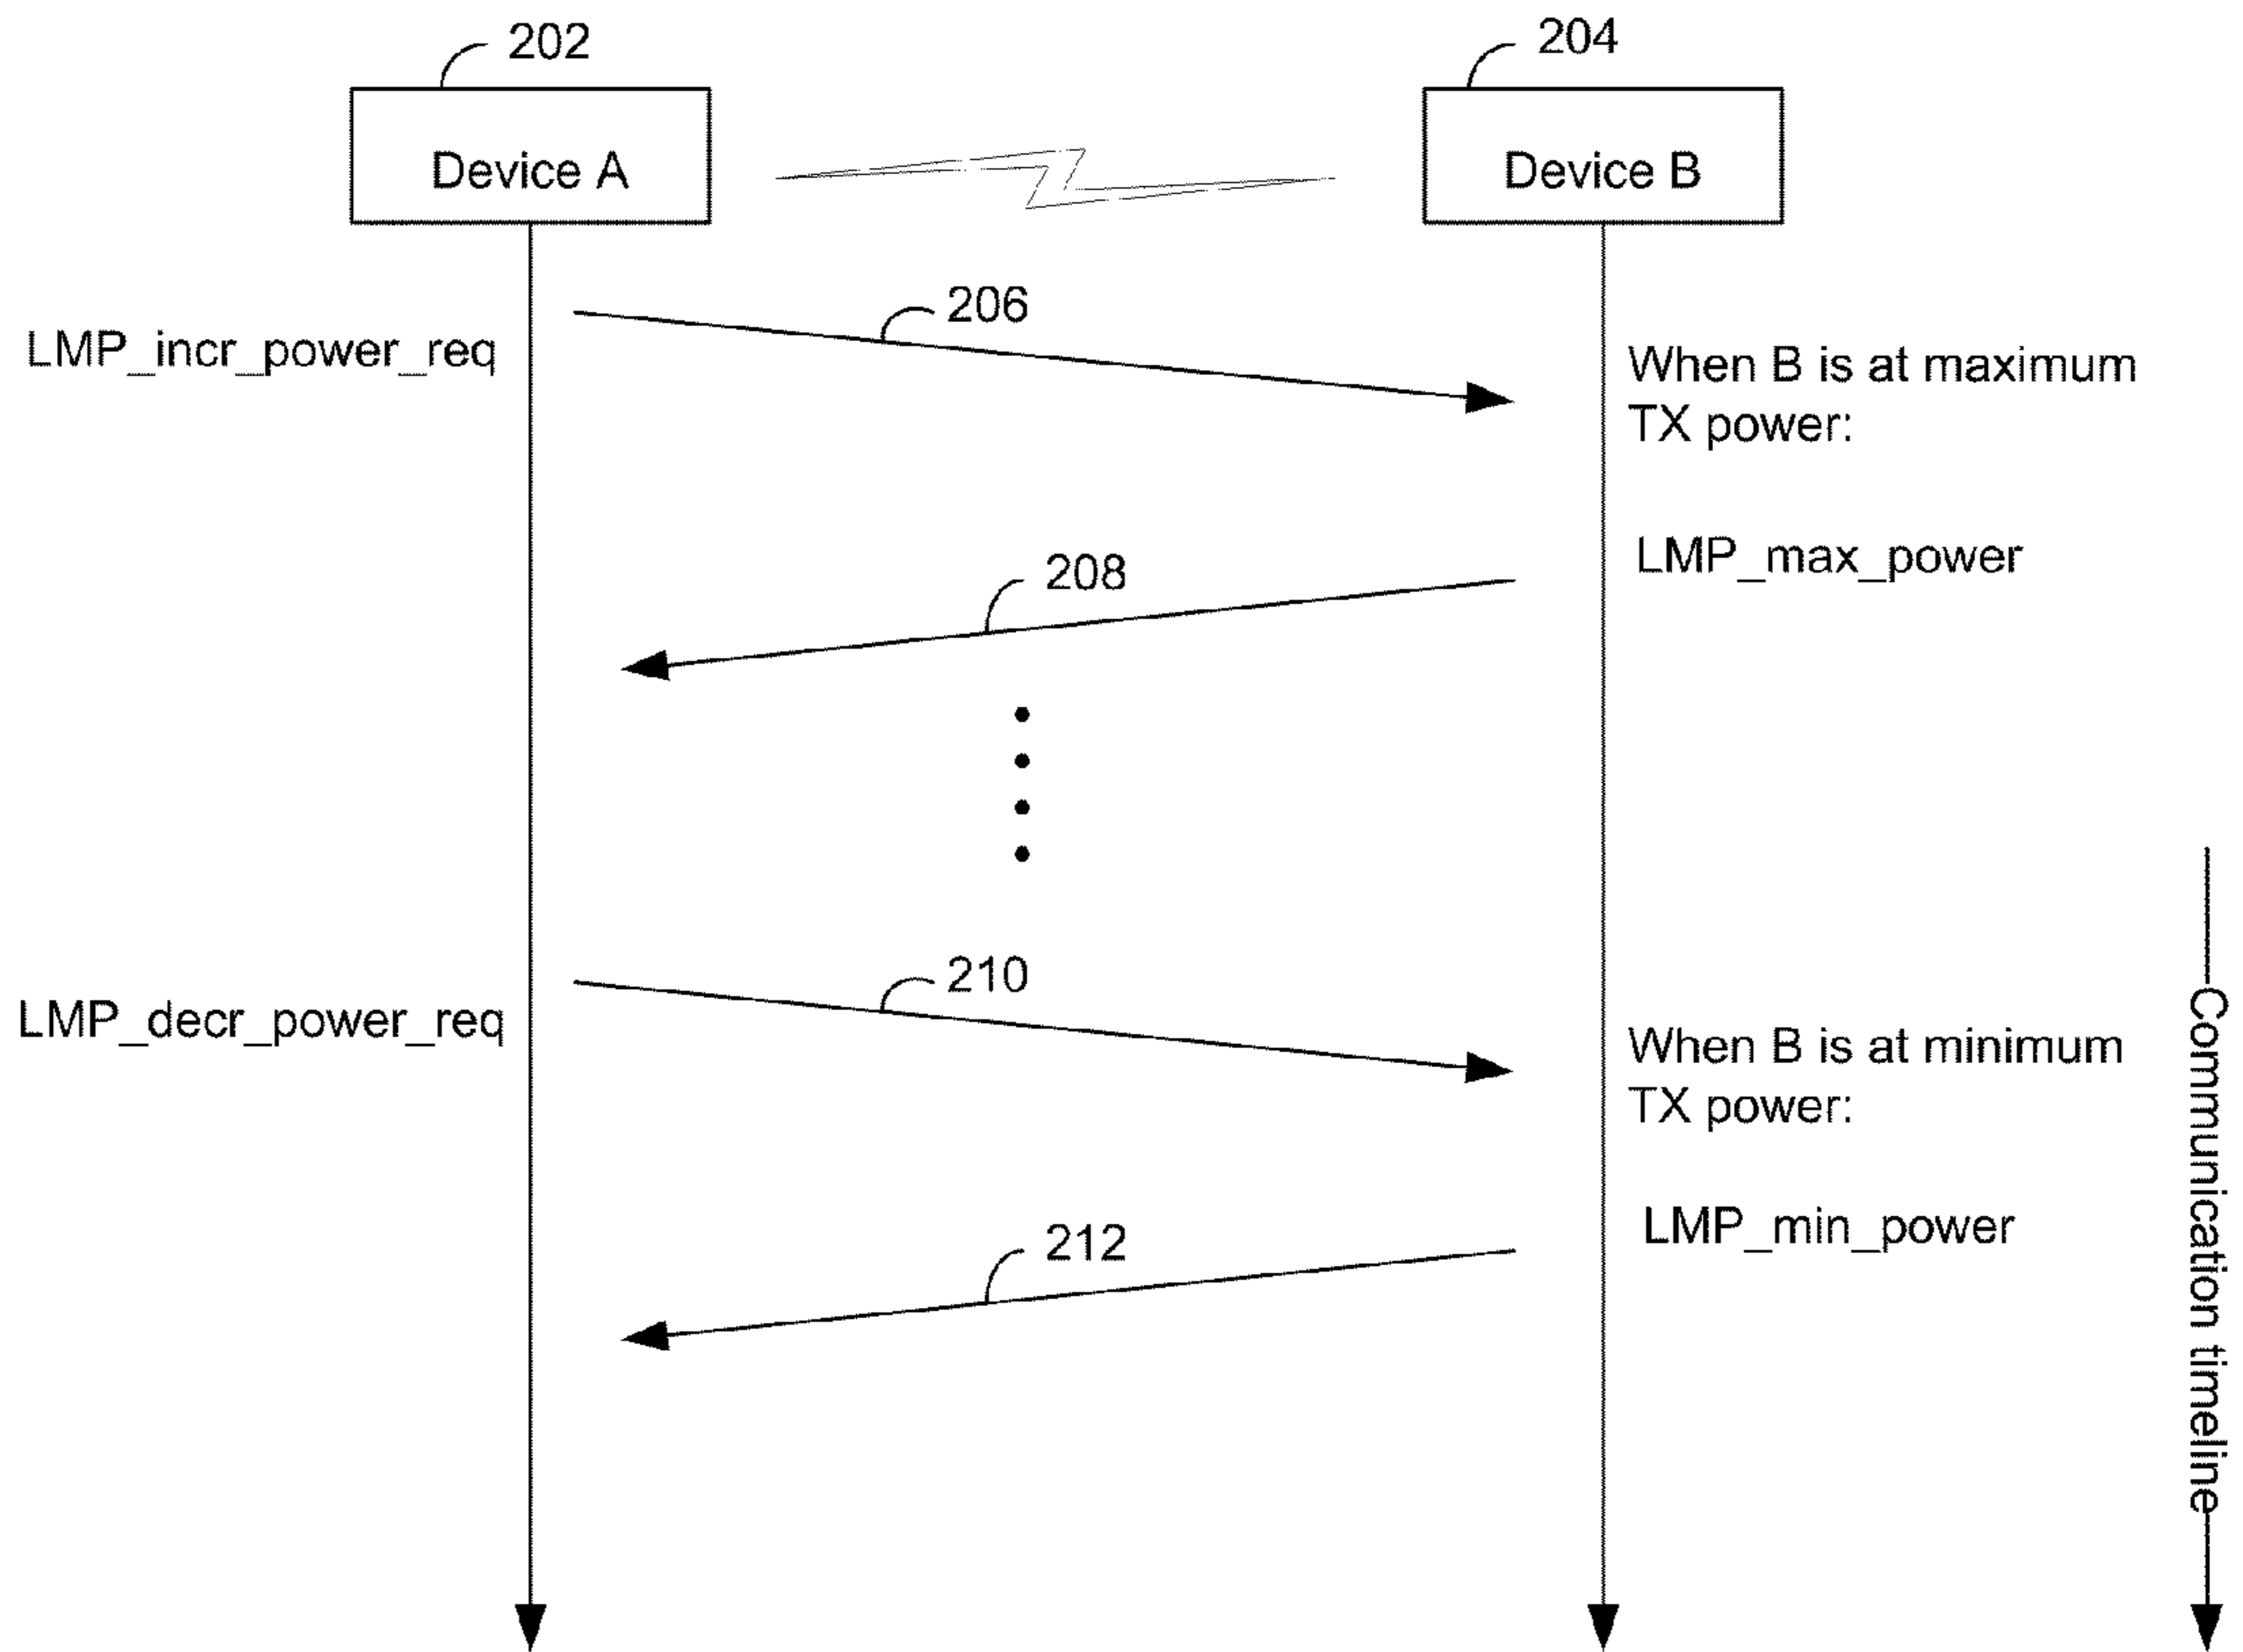 202
204
Device A
Device B
206
LMP_incr_power_req
When B is at maximum
TX power:
LMP_max_power
208
210
LMP_decr_power_req
When B is at minimum
TX power:
LMP_min_power
212
Communication timeline